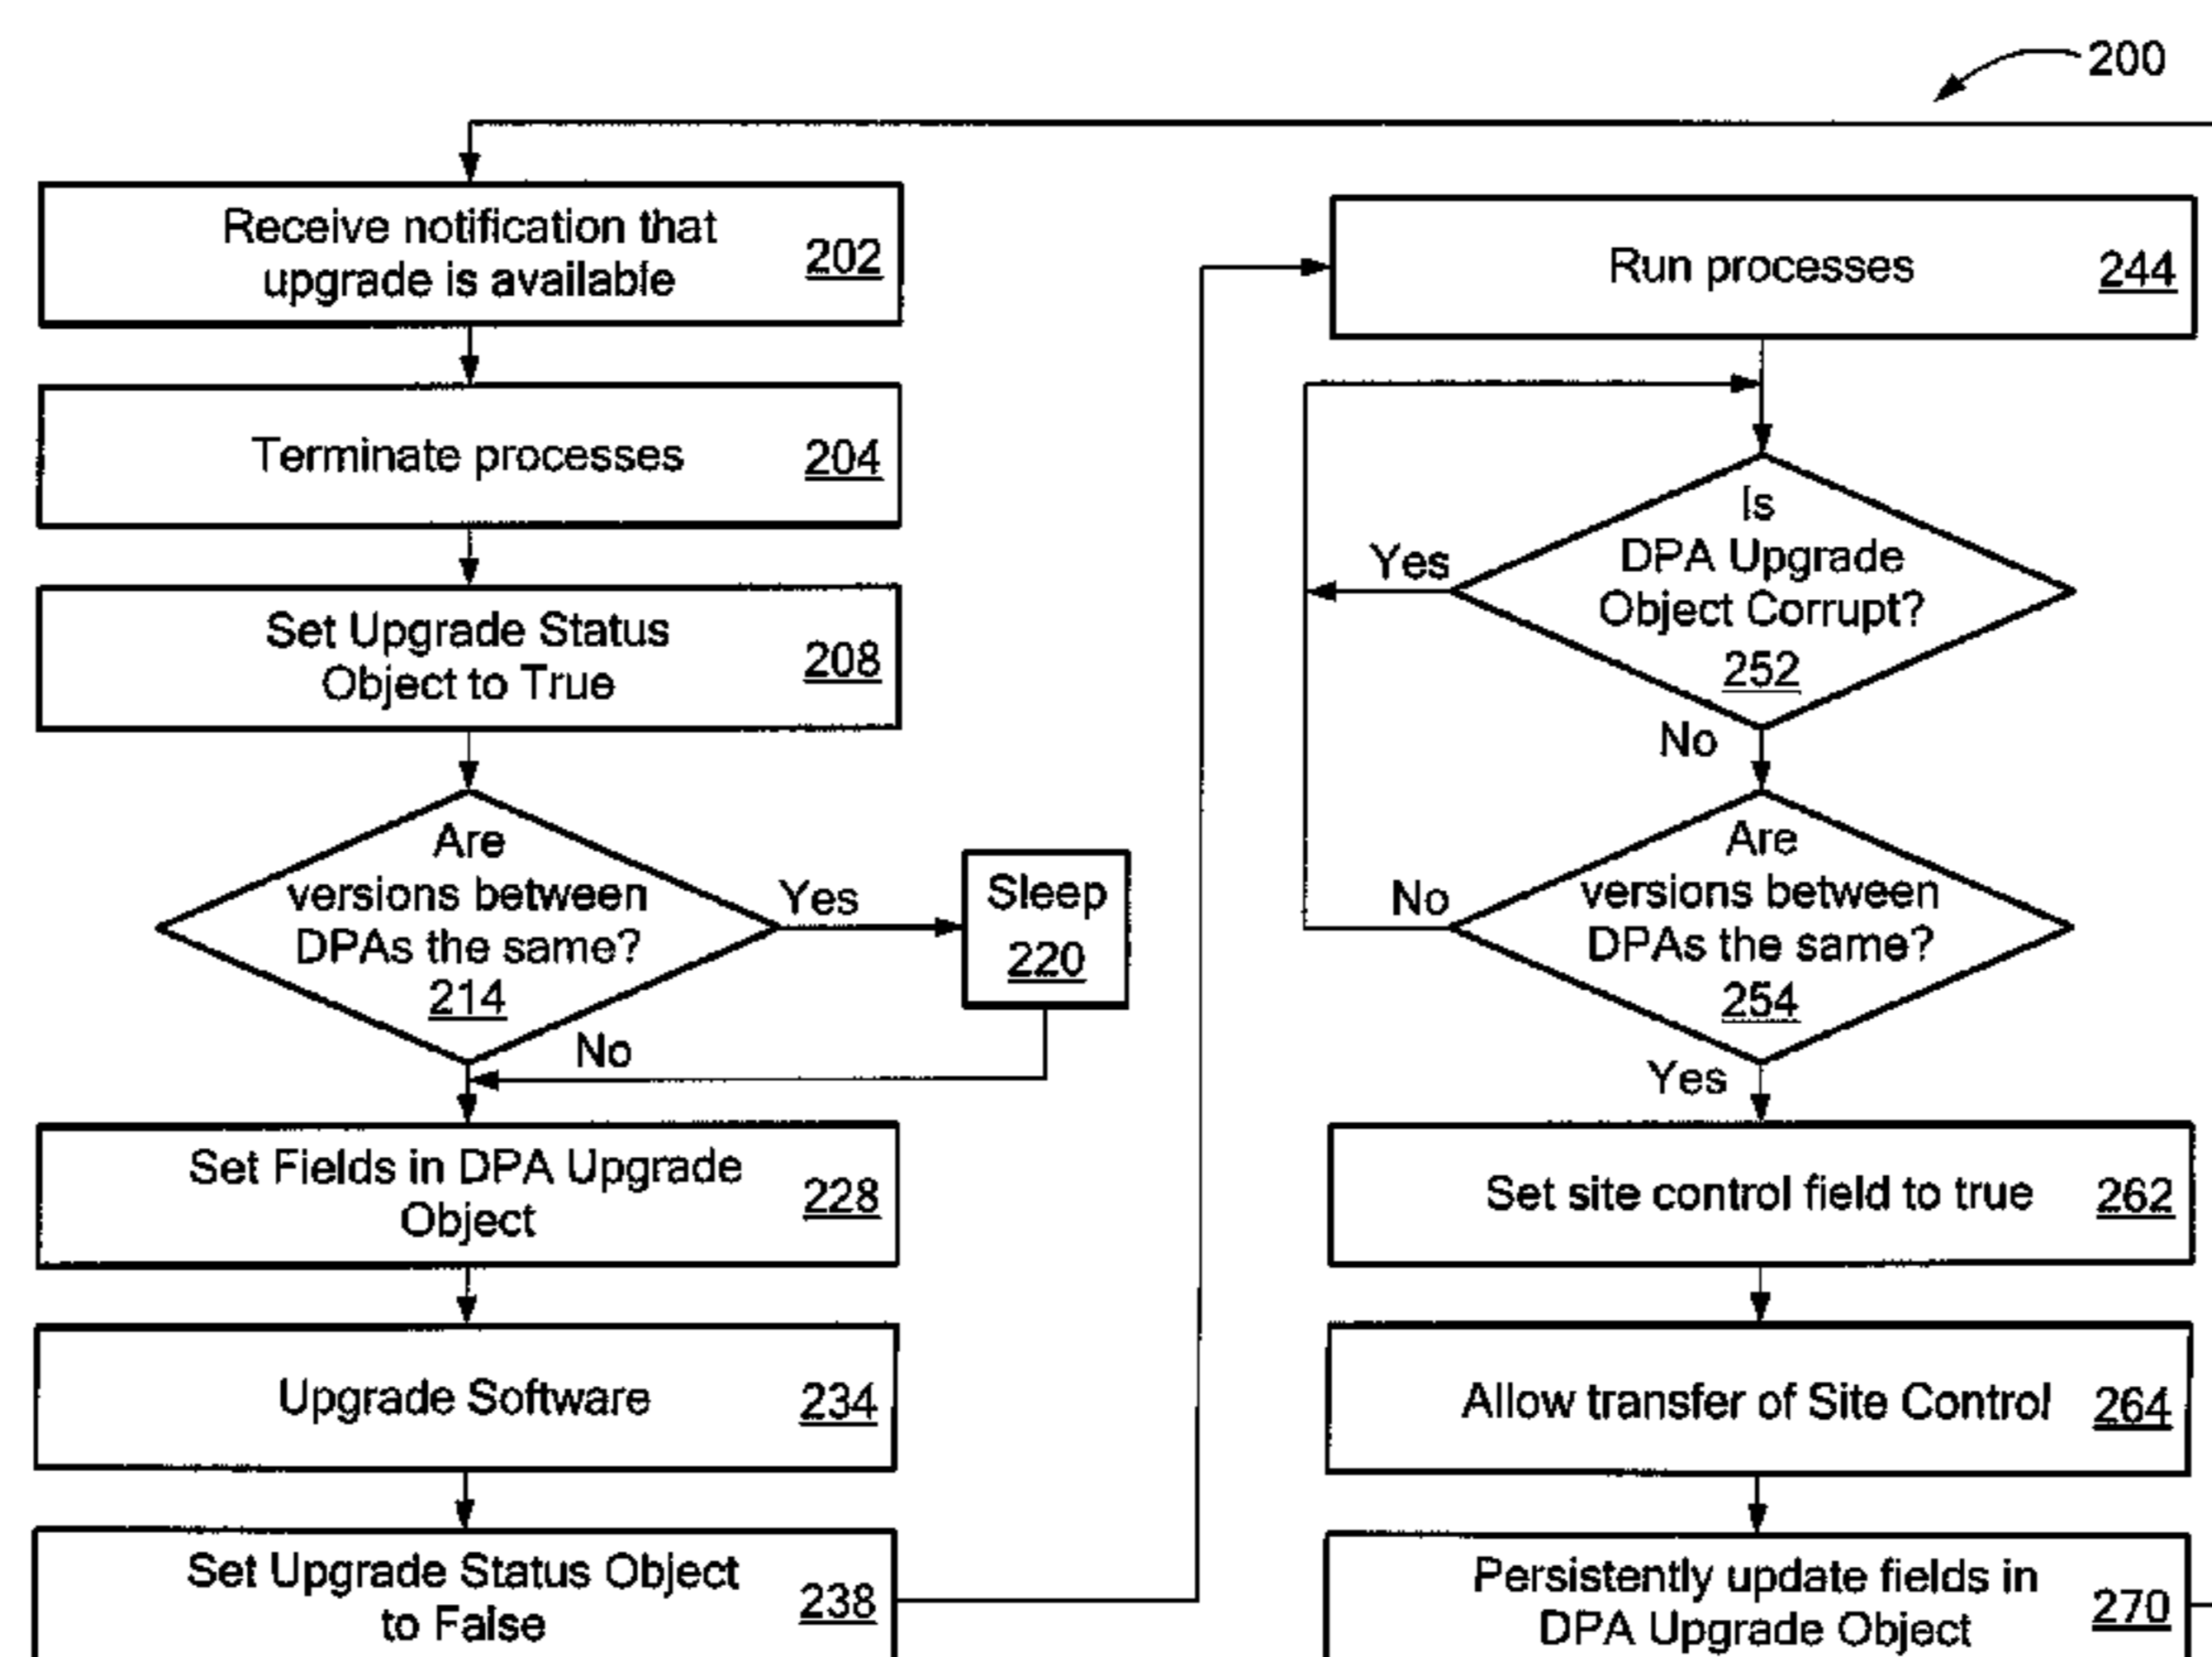 200
Receive notification that
upgrade is available
202
Terminate processes
204
Set Upgrade Status
Object to True
208
Are
versions between
DPAs the same?
214
Yes
Sleep
220
No
Set Fields in DPA Upgrade
Object
228
Upgrade Software
234
Set Upgrade Status Object
to False
238
Run processes
244
Is
DPA Upgrade
Object Corrupt?
252
Yes
No
Are
versions between
DPAs the same?
254
No
Yes
Set site control field to true
262
Allow transfer of Site Control
264
Persistently update fields in
DPA Upgrade Object
270